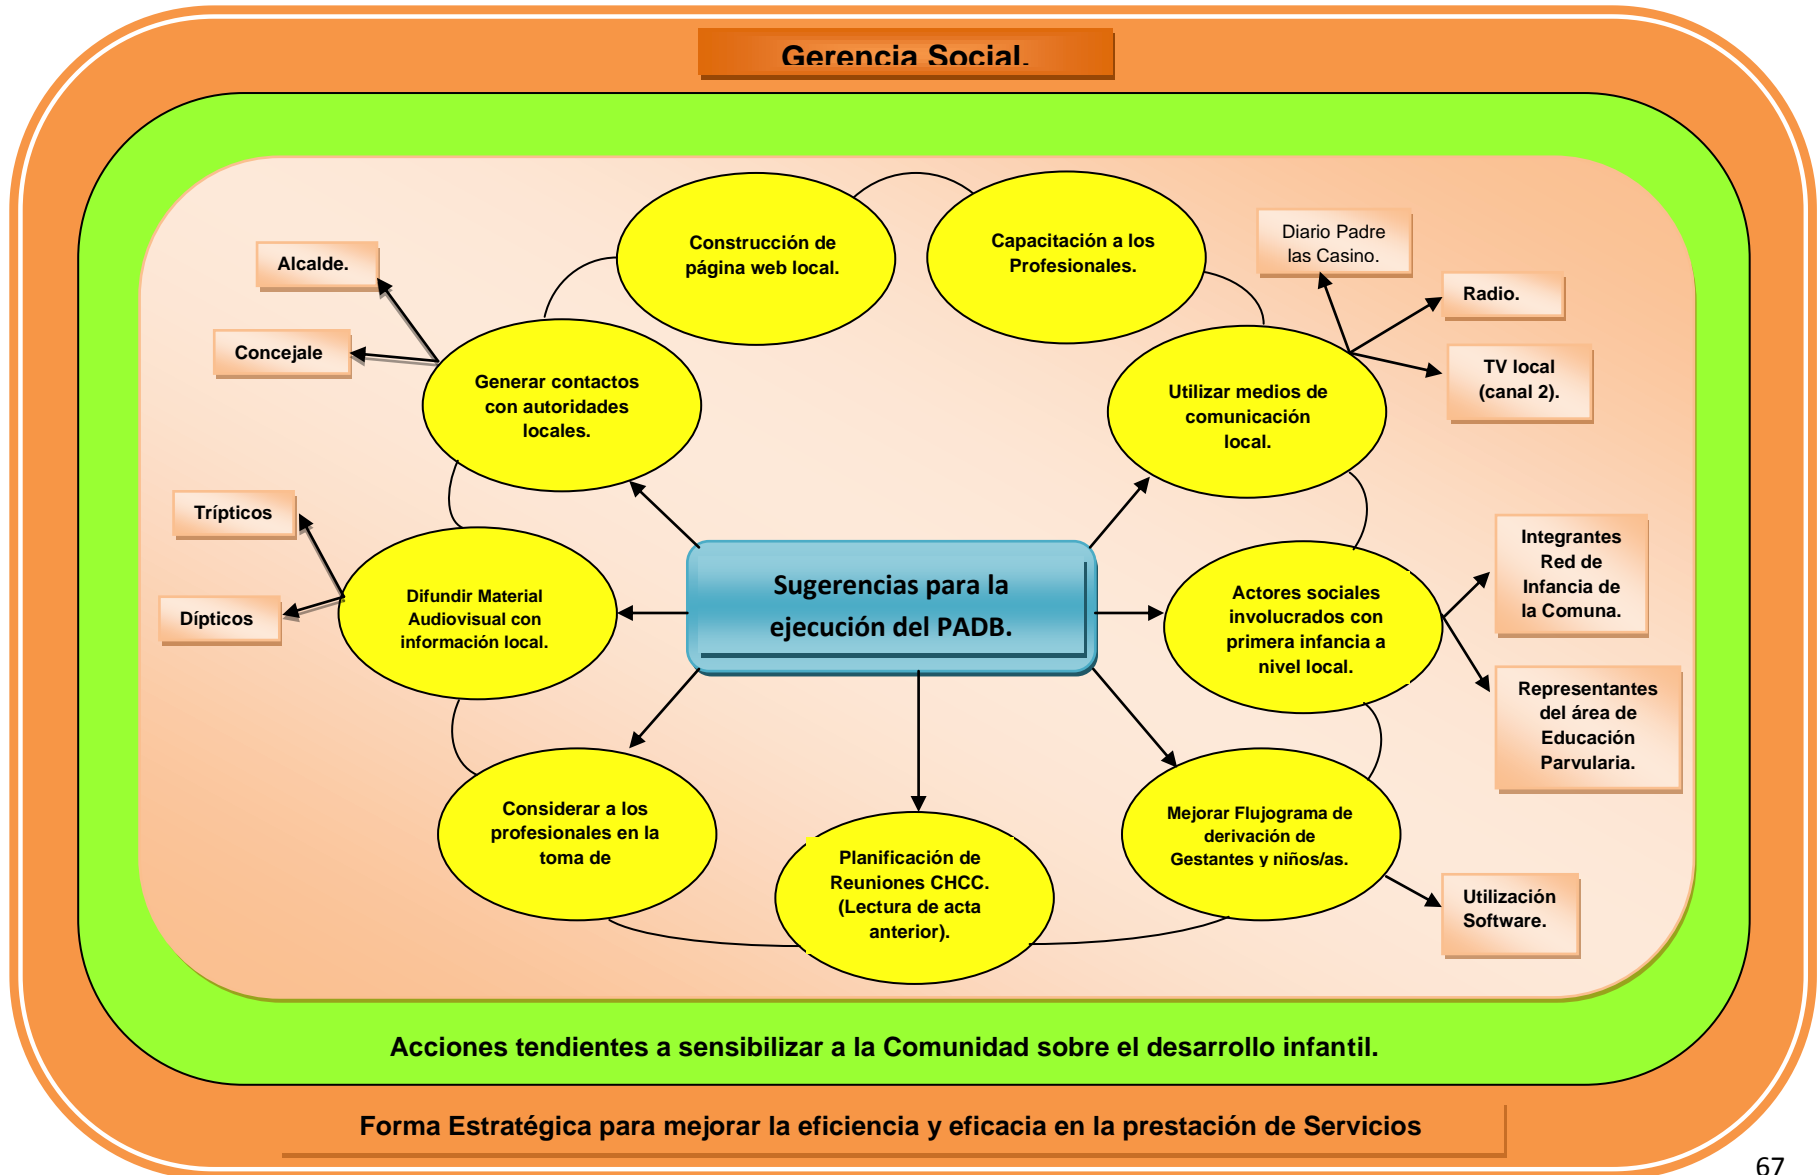 Gerencia Social.
Construcción de
página web local.
Capacitación a los
Profesionales.
Diario Padre
las Casino.
Alcalde.
Radio.
Concejale
TV local
(canal 2).
Generar contactos
con autoridades
locales.
Utilizar medios de
comunicación
local.
Trípticos
Integrantes
Red de
Infancia de
la Comuna.
Sugerencias para la
ejecución del PADB.
Dípticos
Difundir Material
Audiovisual con
información local.
Actores sociales
involucrados con
primera infancia a
nivel local.
Representantes
del área de
Educación
Parvularia.
Considerar a los
profesionales en la
toma de
Planificación de
Reuniones CHCC.
(Lectura de acta
anterior).
Mejorar Flujograma de
derivación de
Gestantes y niños/as.
Utilización
Software.
Acciones tendientes a sensibilizar a la Comunidad sobre el desarrollo infantil.
Forma Estratégica para mejorar la eficiencia y eficacia en la prestación de Servicios
67